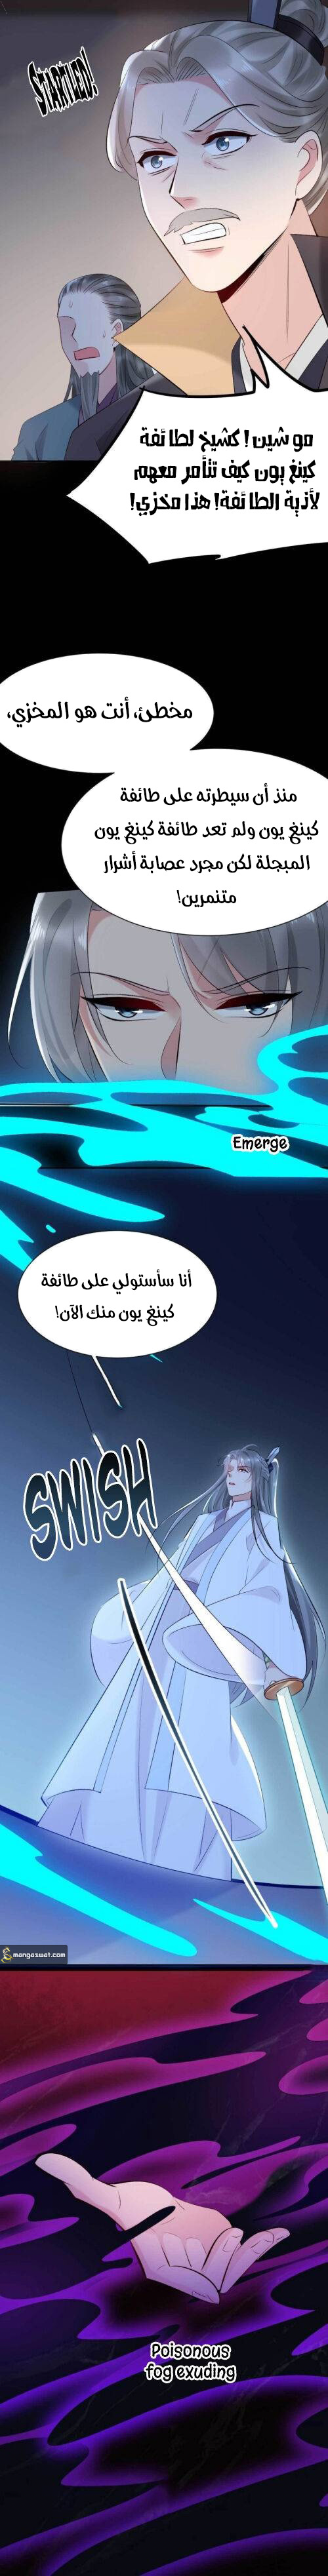 STARTLED!
مو شين! كشيخ لطائفة
كينغ يون كيف تتأمر معهم
لأذية الطائفة! هذا مخزي!
مخطئ، أنت هو المخزي،
منذ أن سيطرته على طائفة
كينغ يون ولم تعد طائفة كينغ يون
المبجلة لكن مجرد عصابة أشرار
متنمرين!
Emerge
أنا سأستولي على طائفة
كينغ يون منك الآن!
SWISH
mangaswat.com
Poisonous
fog exuding